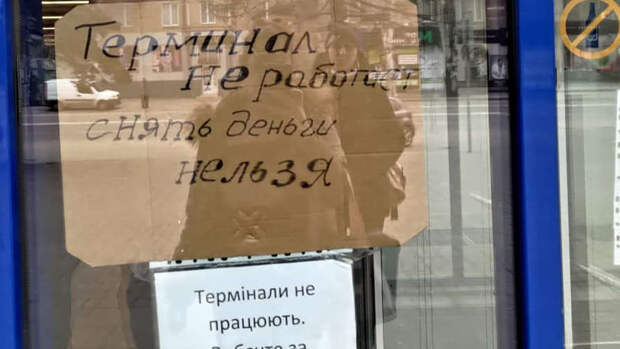 Терминал
не работает
снять деньги
нельзя
Термінали не
працюють.